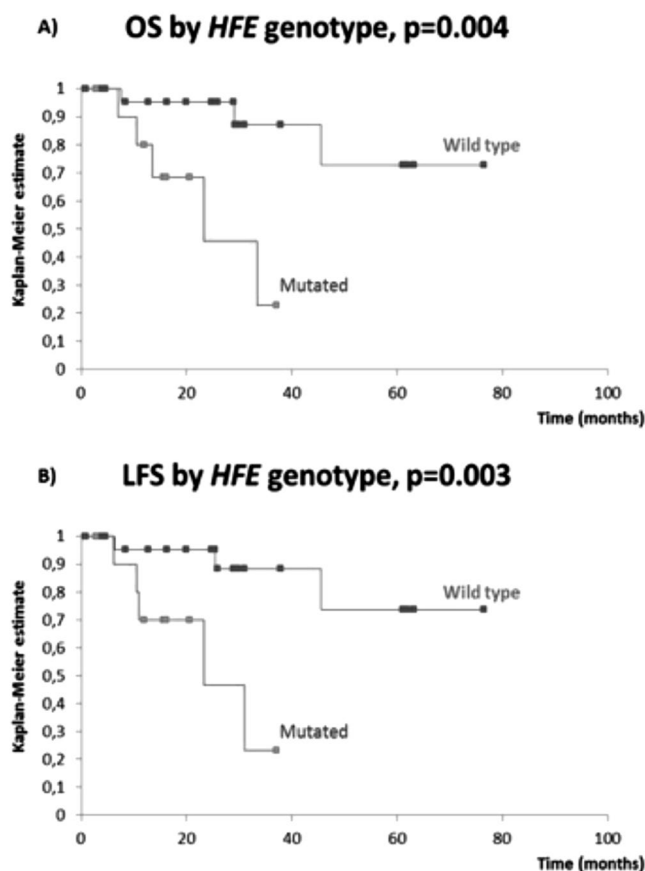 A) OS by HFE genotype, p=0.004
Kaplan-Meier estimate
1
0,9
0,8
0,7
0,6
0,5
0,4
0,3
0,2
0,1
0
Wild type
Mutated
0 20 40 60 80 100
Time (months)
B) LFS by HFE genotype, p=0.003
Kaplan-Meier estimate
1
0,9
0,8
0,7
0,6
0,5
0,4
0,3
0,2
0,1
0
Wild type
Mutated
0 20 40 60 80 100
Time (months)